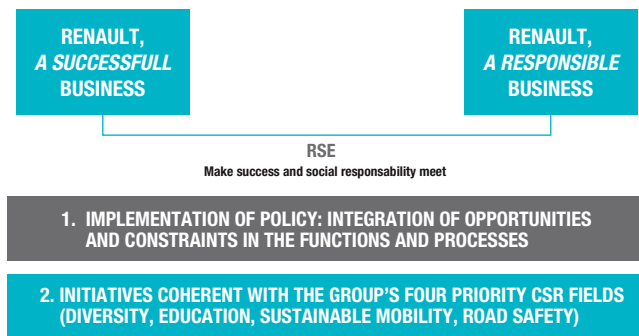 RENAULT,
A SUCCESSFULL
BUSINESS
RENAULT,
A RESPONSIBLE
BUSINESS
RSE
Make success and social responsability meet
1. IMPLEMENTATION OF POLICY: INTEGRATION OF OPPORTUNITIES
AND CONSTRAINTS IN THE FUNCTIONS AND PROCESSES
2. INITIATIVES COHERENT WITH THE GROUP'S FOUR PRIORITY CSR FIELDS
(DIVERSITY, EDUCATION, SUSTAINABLE MOBILITY, ROAD SAFETY)